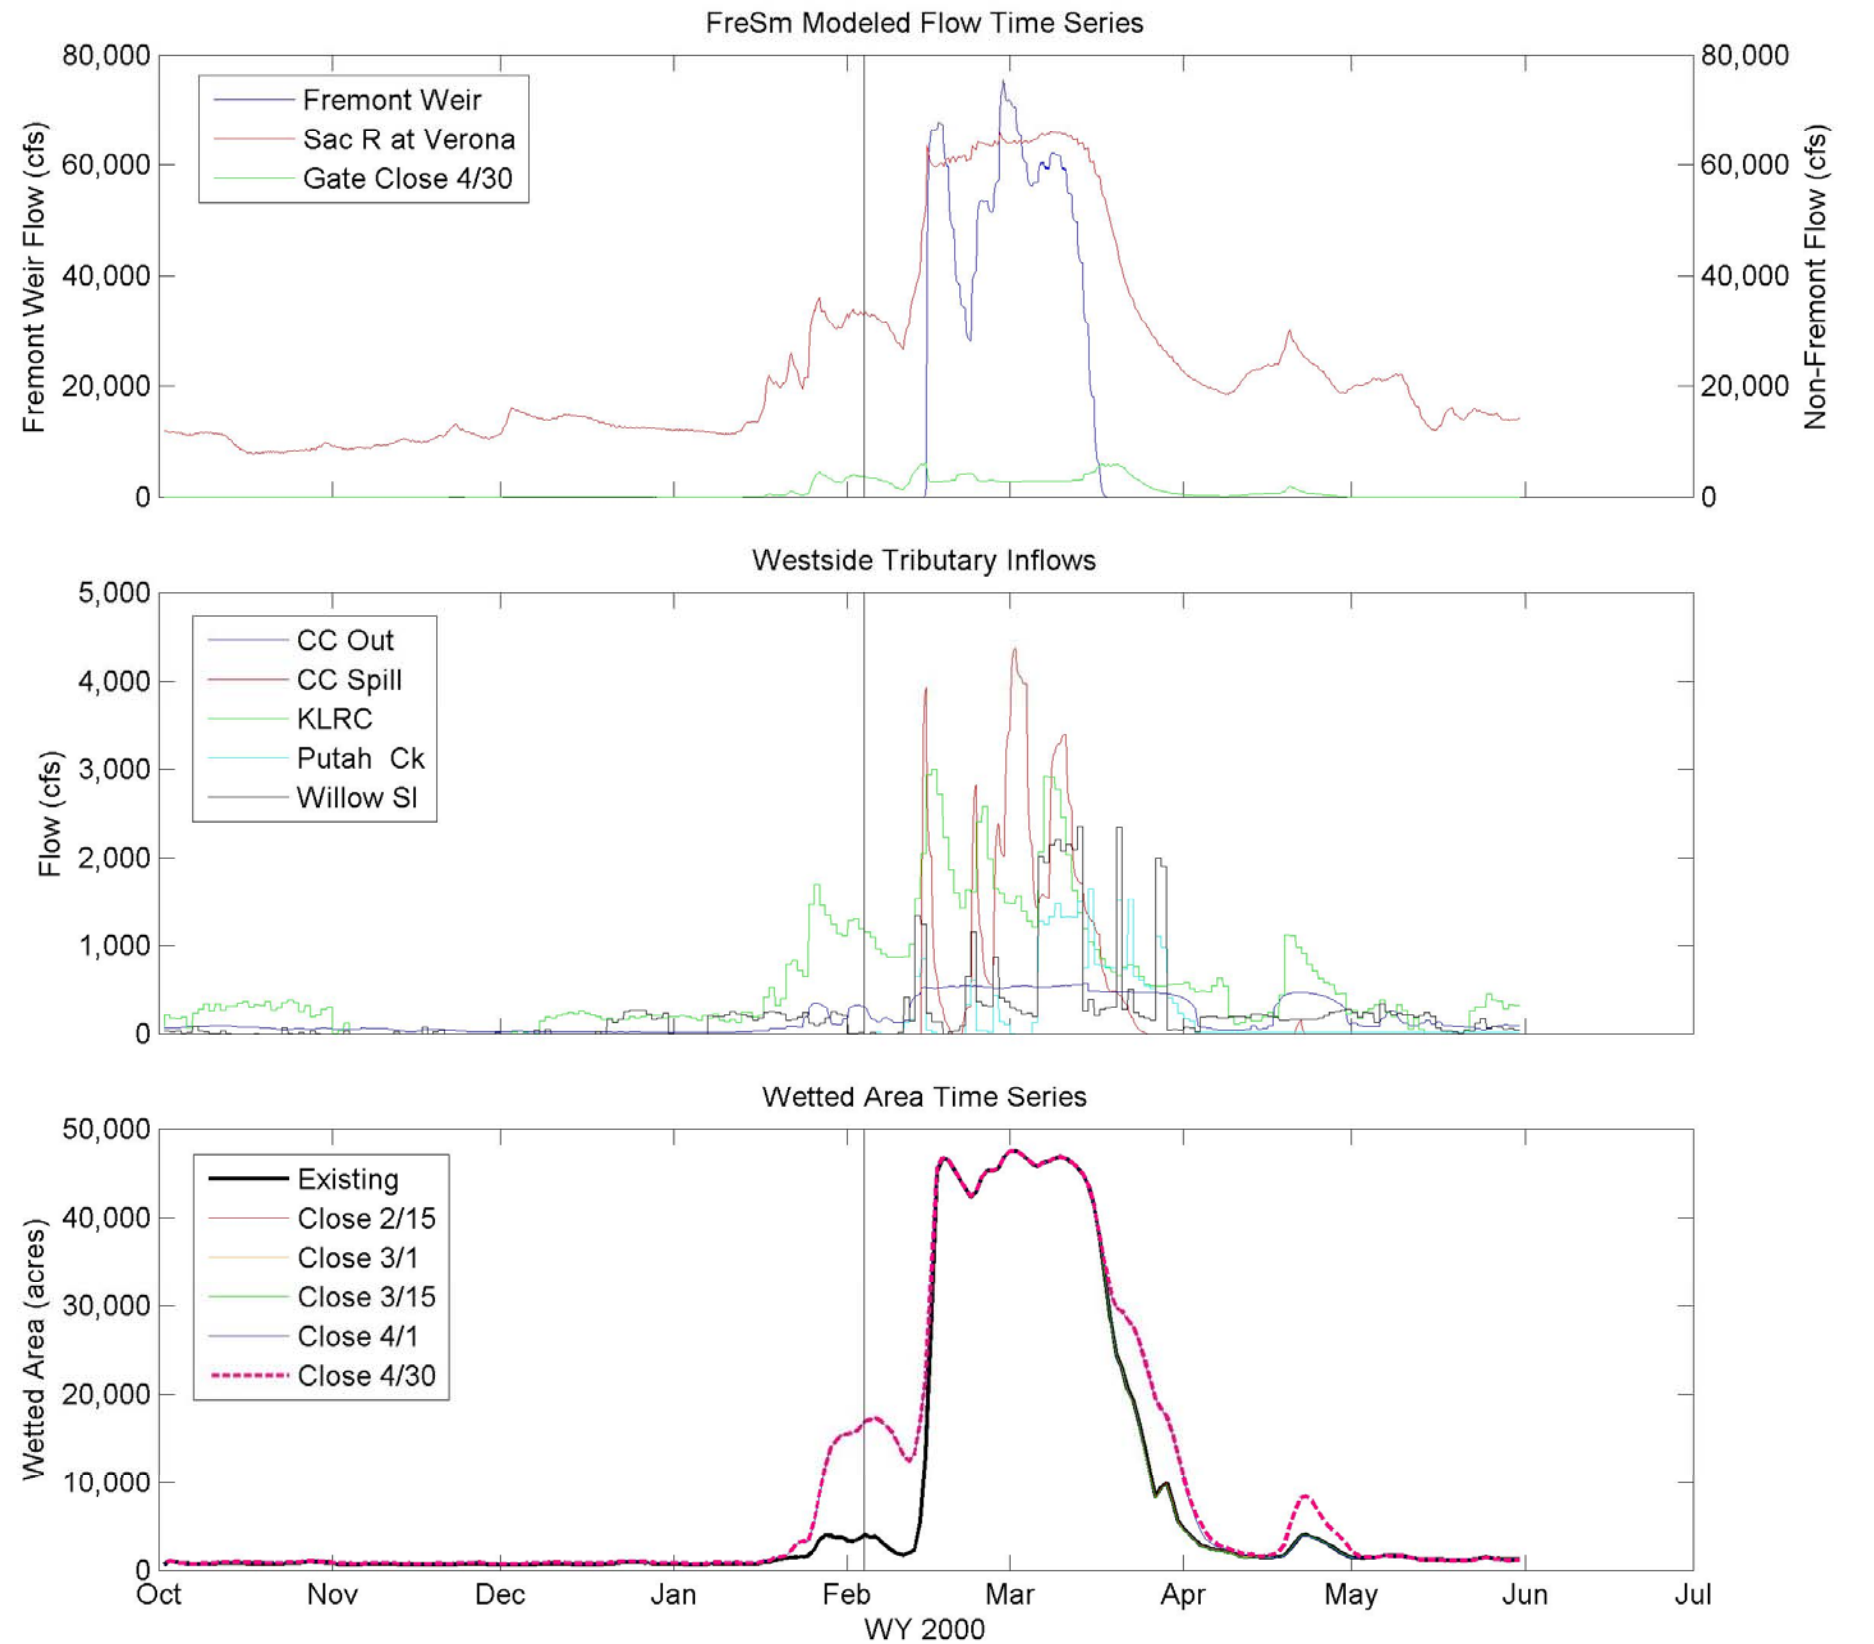 FreSm Modeled Flow Time Series
80,000
60,000
40,000
20,000
0
Fremont Weir Flow (cfs)
Fremont Weir
Sac R at Verona
Gate Close 4/30
80,000
60,000
40,000
20,000
0
Non-Fremont Flow (cfs)
Westside Tributary Inflows
5,000
4,000
3,000
2,000
1,000
0
Flow (cfs)
CC Out
CC Spill
KLRC
Putah Ck
Willow Sl
Wetted Area Time Series
50,000
40,000
30,000
20,000
10,000
0
Wetted Area (acres)
Existing
Close 2/15
Close 3/1
Close 3/15
Close 4/1
Close 4/30
Oct Nov Dec Jan Feb Mar Apr May Jun Jul
WY 2000